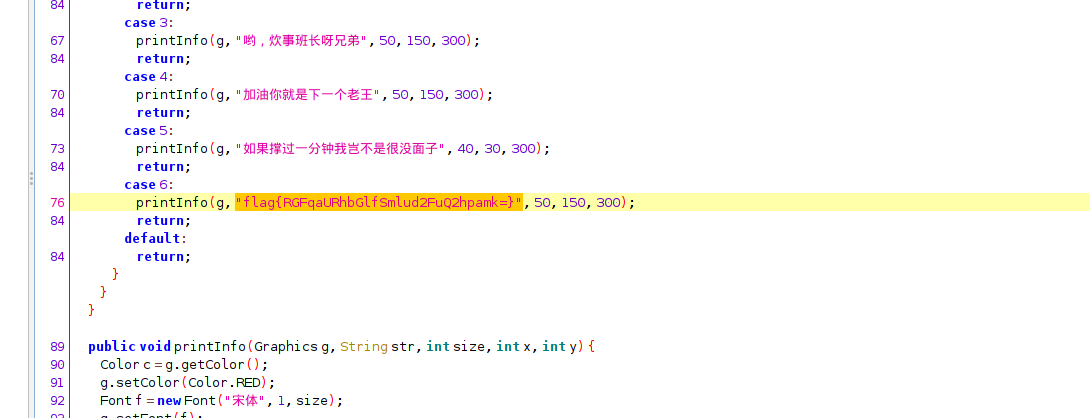 84 return;
case 3:
67 printInfo(g,"哟，炊事班长呀兄弟", 50, 150, 300);
84 return;
case 4:
70 printInfo(g,"加油你就是下一个老王", 50, 150, 300);
84 return;
case 5:
73 printInfo(g,"如果撑过一分钟我岂不是很没面子", 40, 30, 300);
84 return;
case 6:
76 printInfo(g,"flag{RGFqaURhbGlfSmlud2FuQ2hpamk=}", 50, 150, 300);
84 return;
default:
84 return;
}
}
}
89 public void printInfo(Graphics g, String str, int size, int x, int y) {
90 Color c = g.getColor();
91 g.setColor(Color.RED);
92 Font f = new Font("宋体", 1, size);
93 g.setFont(f);